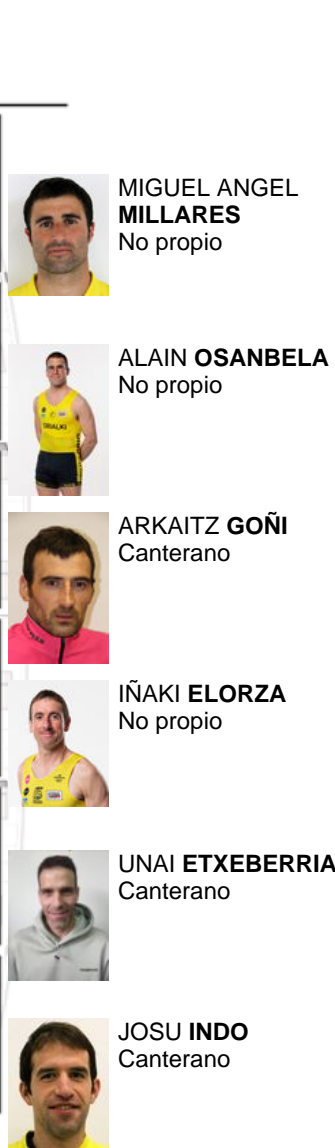 MIGUEL ANGEL
MILLARES
No propio
ALAIN OSANBELA
No propio
ARKAITZ GOÑI
Canterano
IÑAKI ELORZA
No propio
UNAI ETXEBERRIA
Canterano
JOSU INDO
Canterano